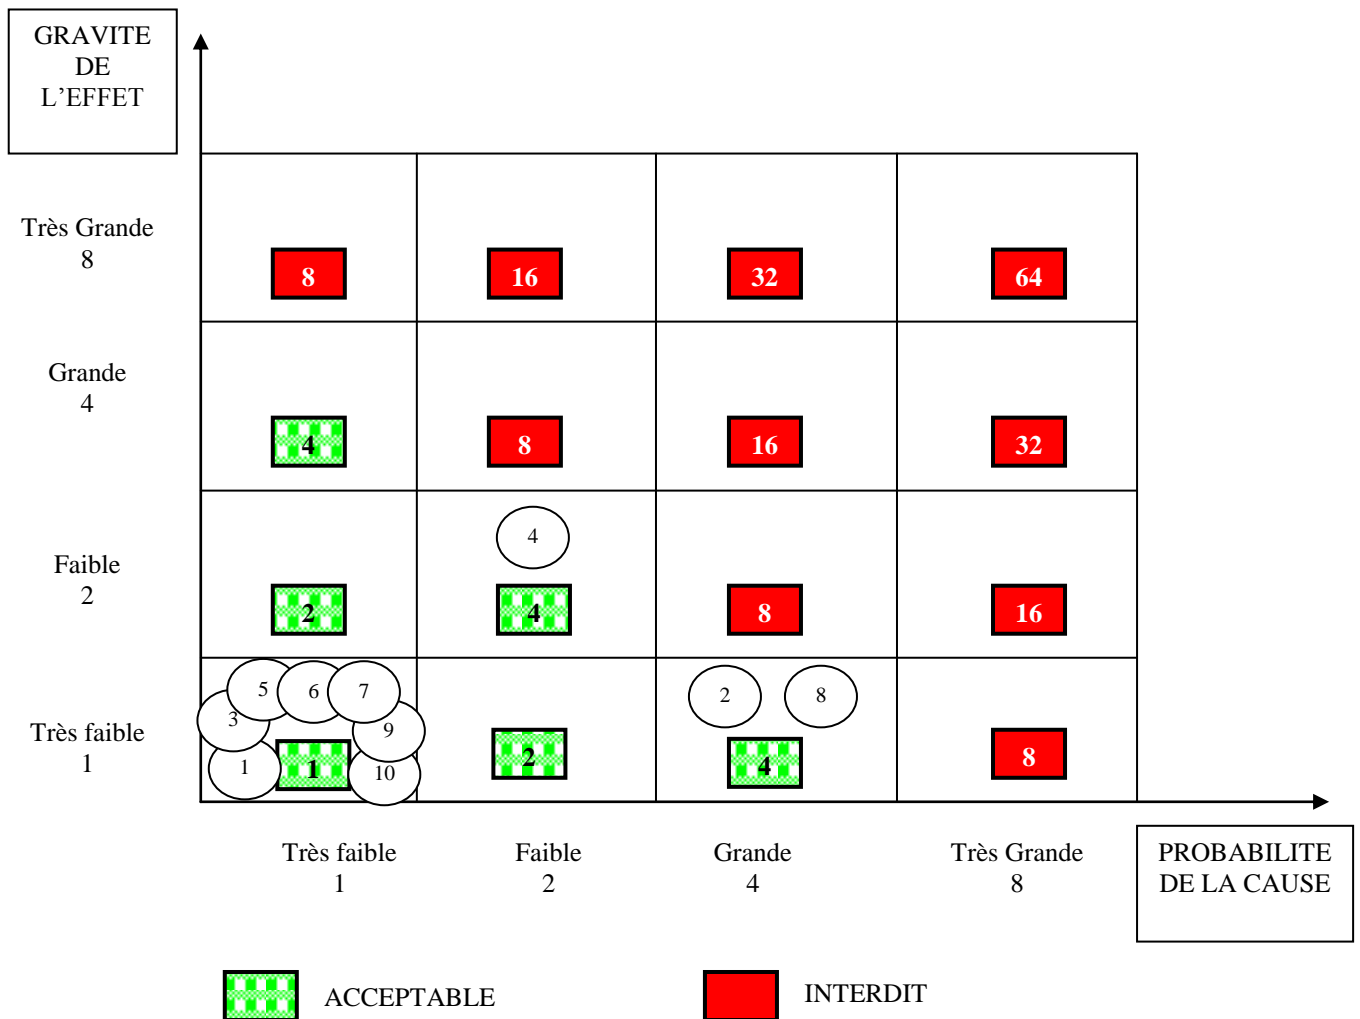 GRAVITE
DE
L'EFFET
Très Grande
8
8
16
32
64
Grande
4
4
8
16
32
4
Faible
2
2
4
8
16
5
6
7
2
8
3
9
Très faible
1
1
1
10
2
4
8
Très faible
1
Faible
2
Grande
4
Très Grande
8
PROBABILITE
DE LA CAUSE
ACCEPTABLE
INTERDIT